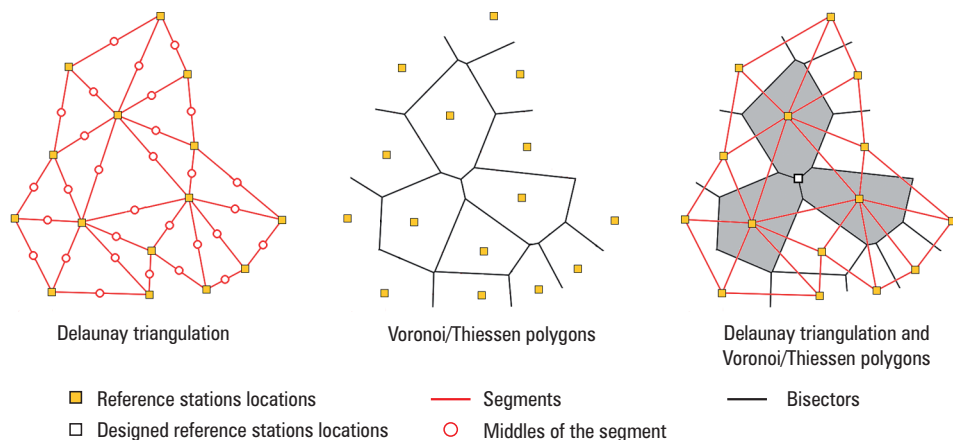 Delaunay triangulation
Voronoi/Thiessen polygons
Delaunay triangulation and
Voronoi/Thiessen polygons
Reference stations locations
Segments
Bisectors
Designed reference stations locations
Middles of the segment